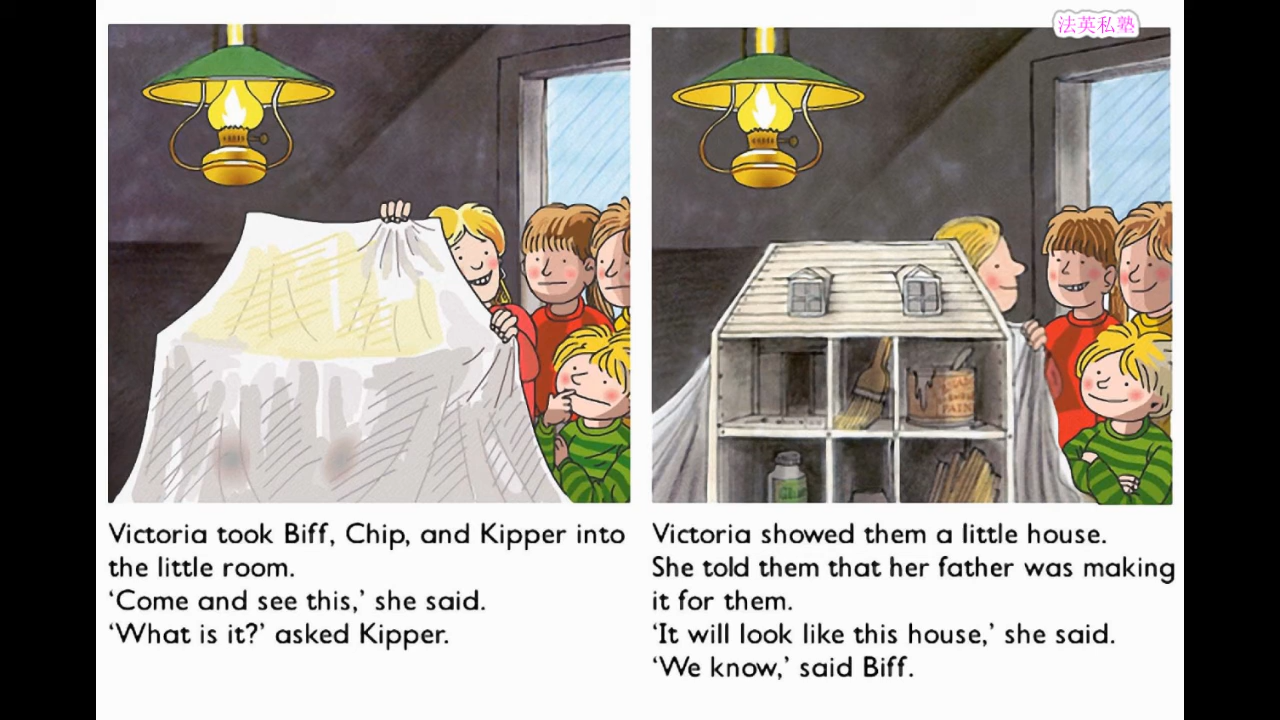 法英私塾
Victoria took Biff, Chip, and Kipper into
the little room.
‘Come and see this,’ she said.
‘What is it?’ asked Kipper.
Victoria showed them a little house.
She told them that her father was making
it for them.
‘It will look like this house,’ she said.
‘We know,’ said Biff.
PAINT